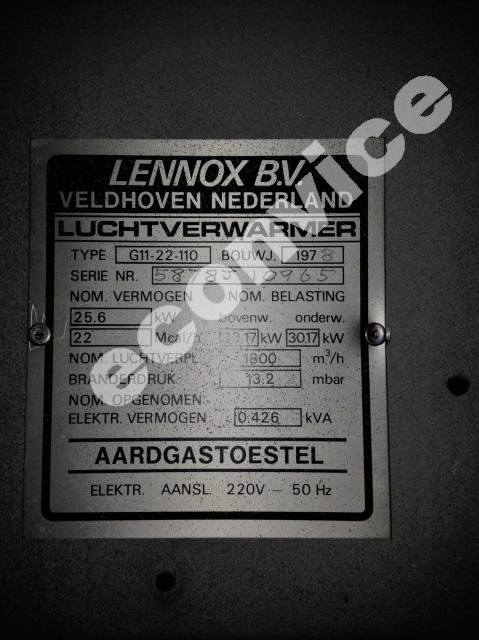 LENNOX B.V.
VELDHOVEN NEDERLAND
LUCHTVERWARMER
TYPE G11-22-110 BOUWJ. 1978
SERIE NR.
NOM. VERMOGEN NOM. BELASTING
25.6 kW bovenw. onderw.
22 Mcal/h kW 30.17 kW
NOM. LUCHTVERPL. 1800 m³/h
BRANDERDRUK 13.2 mbar
NOM. OPGENOMEN
ELEKTR. VERMOGEN 0.426 kVA
AARDGASTOESTEL
ELEKTR. AANSL. 220V — 50 Hz
econvice